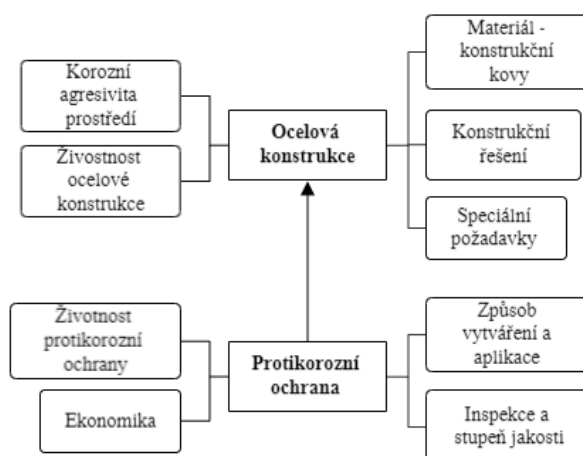 Korozní
agresivita
prostředí
Živostnost
ocelové
konstrukce
Ocelová
konstrukce
Materiál -
konstrukční
kovy
Konstrukční
řešení
Speciální
požadavky
Životnost
protikorozní
ochrany
Ekonomika
Protikorozní
ochrana
Způsob
vytváření a
aplikace
Inspekce a
stupeň jakosti